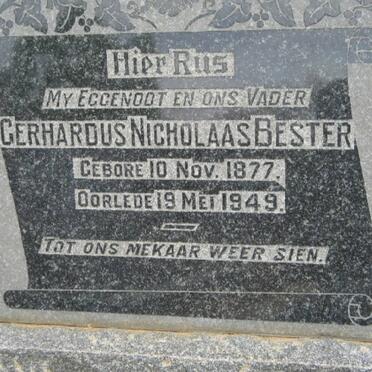 Hier Rus
MY EGGENOOT EN ONS VADER
GERHARDUS NICHOLAAS BESTER
GEBORE 10 NOV. 1877.
OORLEDE 19 MEI 1949.
TOT ONS MEKAAR WEER SIEN.